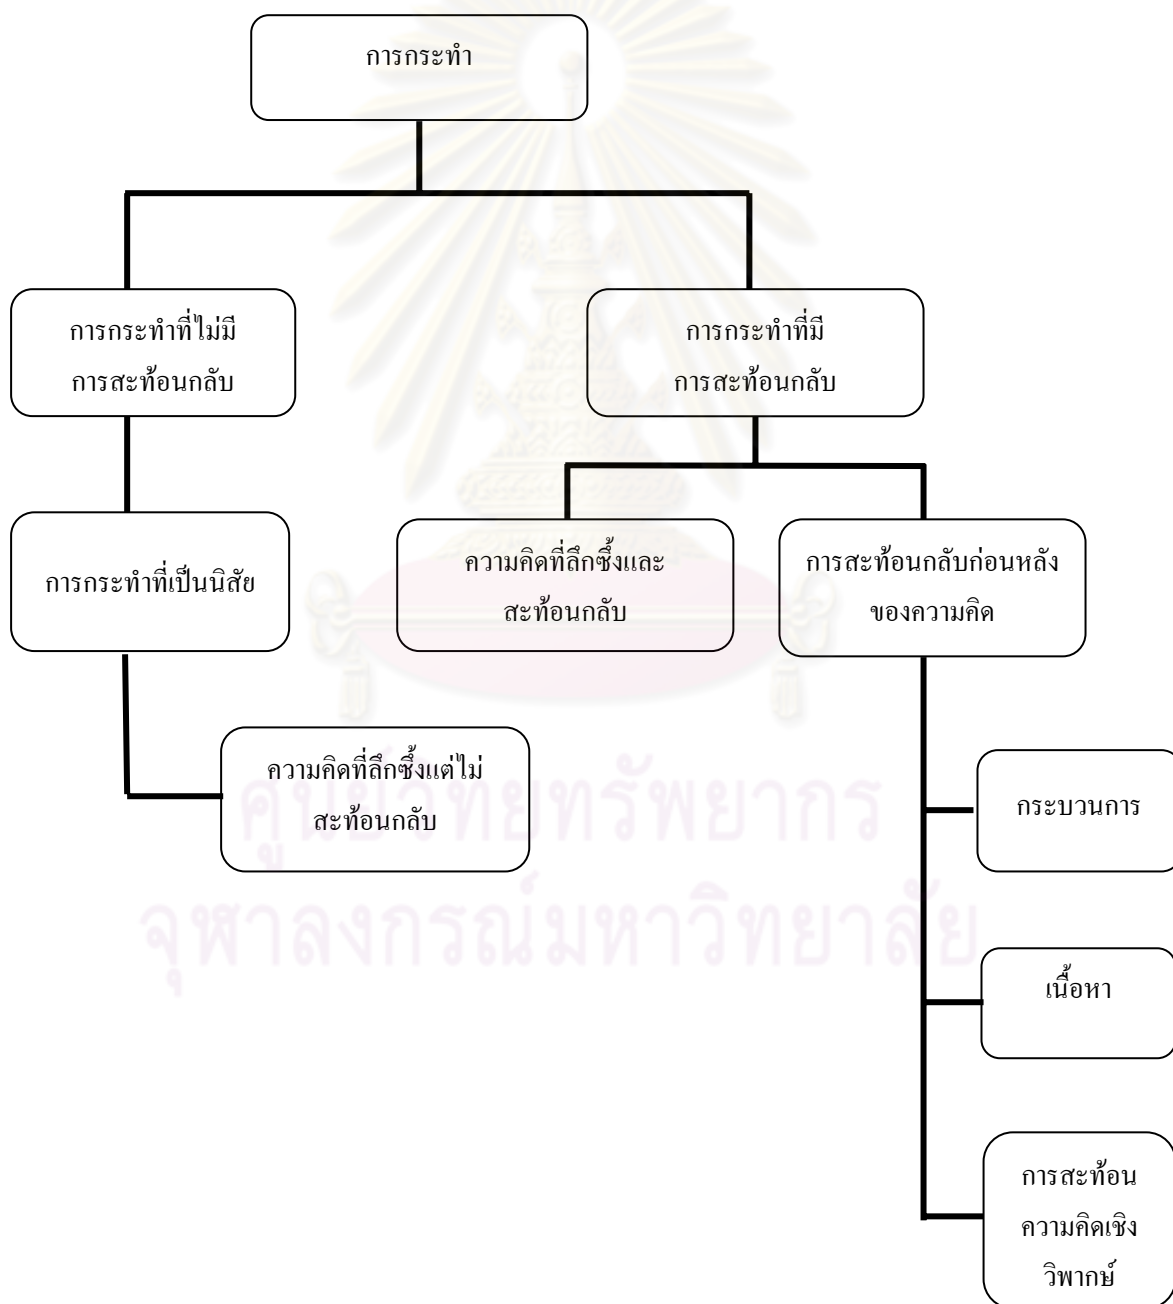 การกระทำ
การกระทำที่ไม่มี
การสะท้อนกลับ
การกระทำที่มี
การสะท้อนกลับ
การกระทำที่เป็นนิสัย
ความคิดที่ลึกซึ้งและ
สะท้อนกลับ
การสะท้อนกลับก่อนหลัง
ของความคิด
ความคิดที่ลึกซึ้งแต่ไม่
สะท้อนกลับ
กระบวนการ
เนื้อหา
การสะท้อน
ความคิดเชิง
วิพากษ์
ศูนย์วิทยทรัพยากร
จุฬาลงกรณ์มหาวิทยาลัย